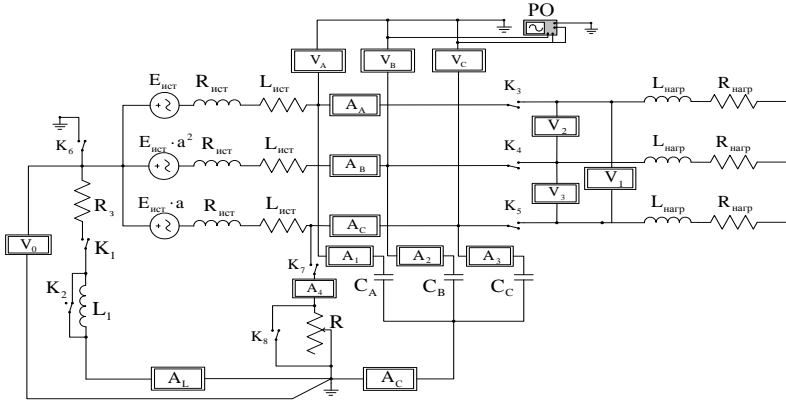 PO
V_A V_B V_C
E_ист R_ист L_ист A_A K_3 L_нагр R_нагр
K_6 E_ист·a² R_ист L_ист A_B V_2 K_4 L_нагр R_нагр
R_з E_ист·a R_ист L_ист A_C V_3 V_1 K_5 L_нагр R_нагр
V_0 K_1 K_7 A_1 A_2 A_3
K_2 L_1 A_4 C_A C_B C_C
K_8 R
A_L A_C